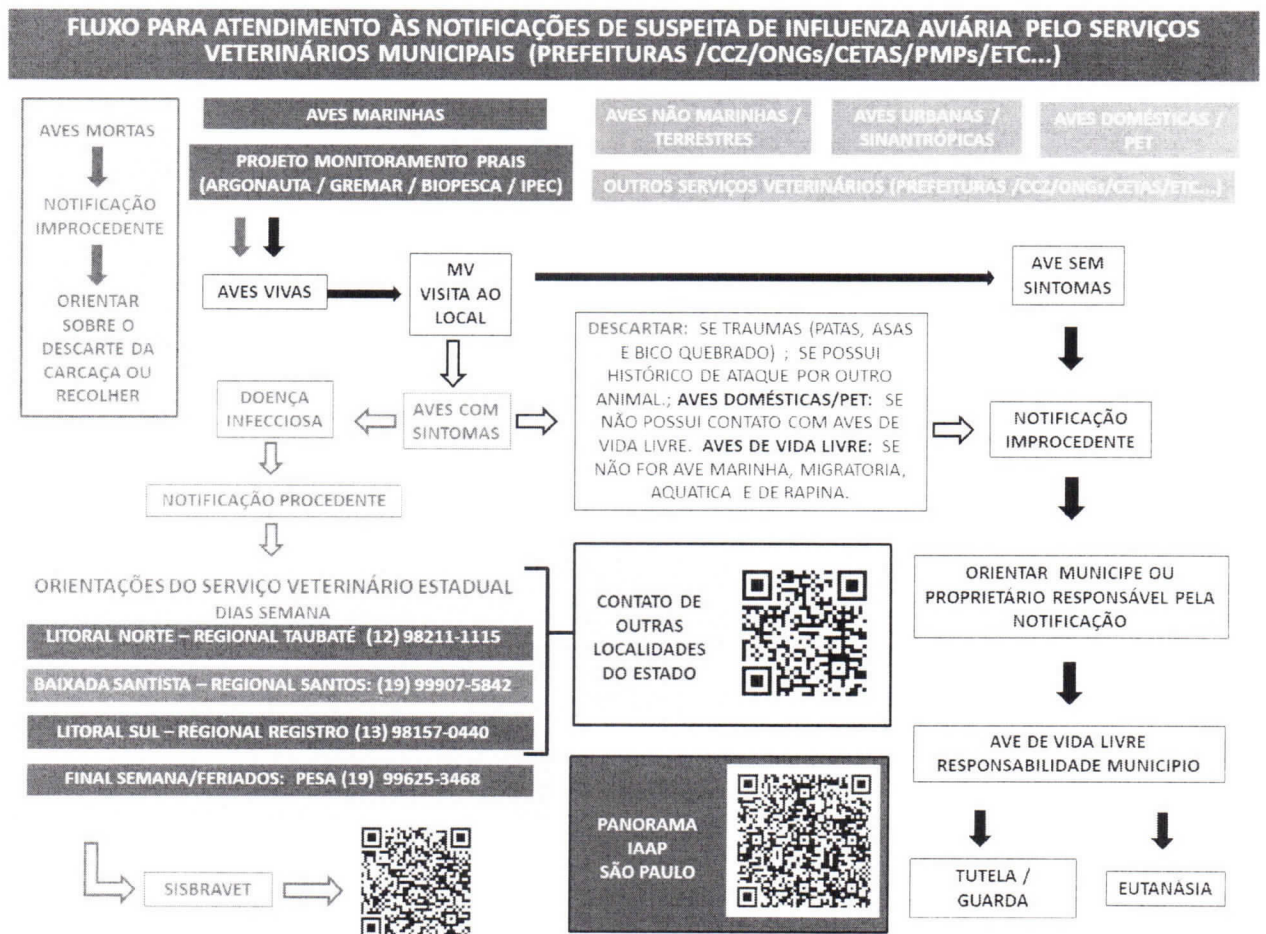 FLUXO PARA ATENDIMENTO ÀS NOTIFICAÇÕES DE SUSPEITA DE INFLUENZA AVIÁRIA PELO SERVIÇOS
VETERINÁRIOS MUNICIPAIS (PREFEITURAS /CCZ/ONGs/CETAS/PMPs/ETC...)
AVES MORTAS
NOTIFICAÇÃO
IMPROCEDENTE
ORIENTAR
SOBRE O
DESCARTE DA
CARCAÇA OU
RECOLHER
AVES MARINHAS
PROJETO MONITORAMENTO PRAIS
(ARGONAUTA / GREMAR / BIOPESCA / IPEC)
AVES NÃO MARINHAS /
TERRESTRES
AVES URBANAS /
SINANTRÓPICAS
AVES DOMÉSTICAS /
PET
OUTROS SERVIÇOS VETERINÁRIOS (PREFEITURAS /CCZ/ONGs/CETAS/ETC....)
AVES VIVAS
MV
VISITA AO
LOCAL
AVE SEM
SINTOMAS
DOENÇA
INFECCIOSA
AVES COM
SINTOMAS
DESCARTAR: SE TRAUMAS (PATAS, ASAS
E BICO QUEBRADO) ; SE POSSUI
HISTÓRICO DE ATAQUE POR OUTRO
ANIMAL.; AVES DOMÉSTICAS/PET: SE
NÃO POSSUI CONTATO COM AVES DE
VIDA LIVRE. AVES DE VIDA LIVRE: SE
NÃO FOR AVE MARINHA, MIGRATORIA,
AQUATICA E DE RAPINA.
NOTIFICAÇÃO
IMPROCEDENTE
NOTIFICAÇÃO PROCEDENTE
ORIENTAÇÕES DO SERVIÇO VETERINÁRIO ESTADUAL
DIAS SEMANA
LITORAL NORTE – REGIONAL TAUBATÉ (12) 98211-1115
BAIXADA SANTISTA – REGIONAL SANTOS: (19) 99907-5842
LITORAL SUL – REGIONAL REGISTRO (13) 98157-0440
FINAL SEMANA/FERIADOS: PESA (19) 99625-3468
CONTATO DE
OUTRAS
LOCALIDADES
DO ESTADO
ORIENTAR MUNICIPE OU
PROPRIETÁRIO RESPONSÁVEL PELA
NOTIFICAÇÃO
AVE DE VIDA LIVRE
RESPONSABILIDADE MUNICIPIO
PANORAMA
IAAP
SÃO PAULO
SISBRAVET
TUTELA /
GUARDA
EUTANÁSIA